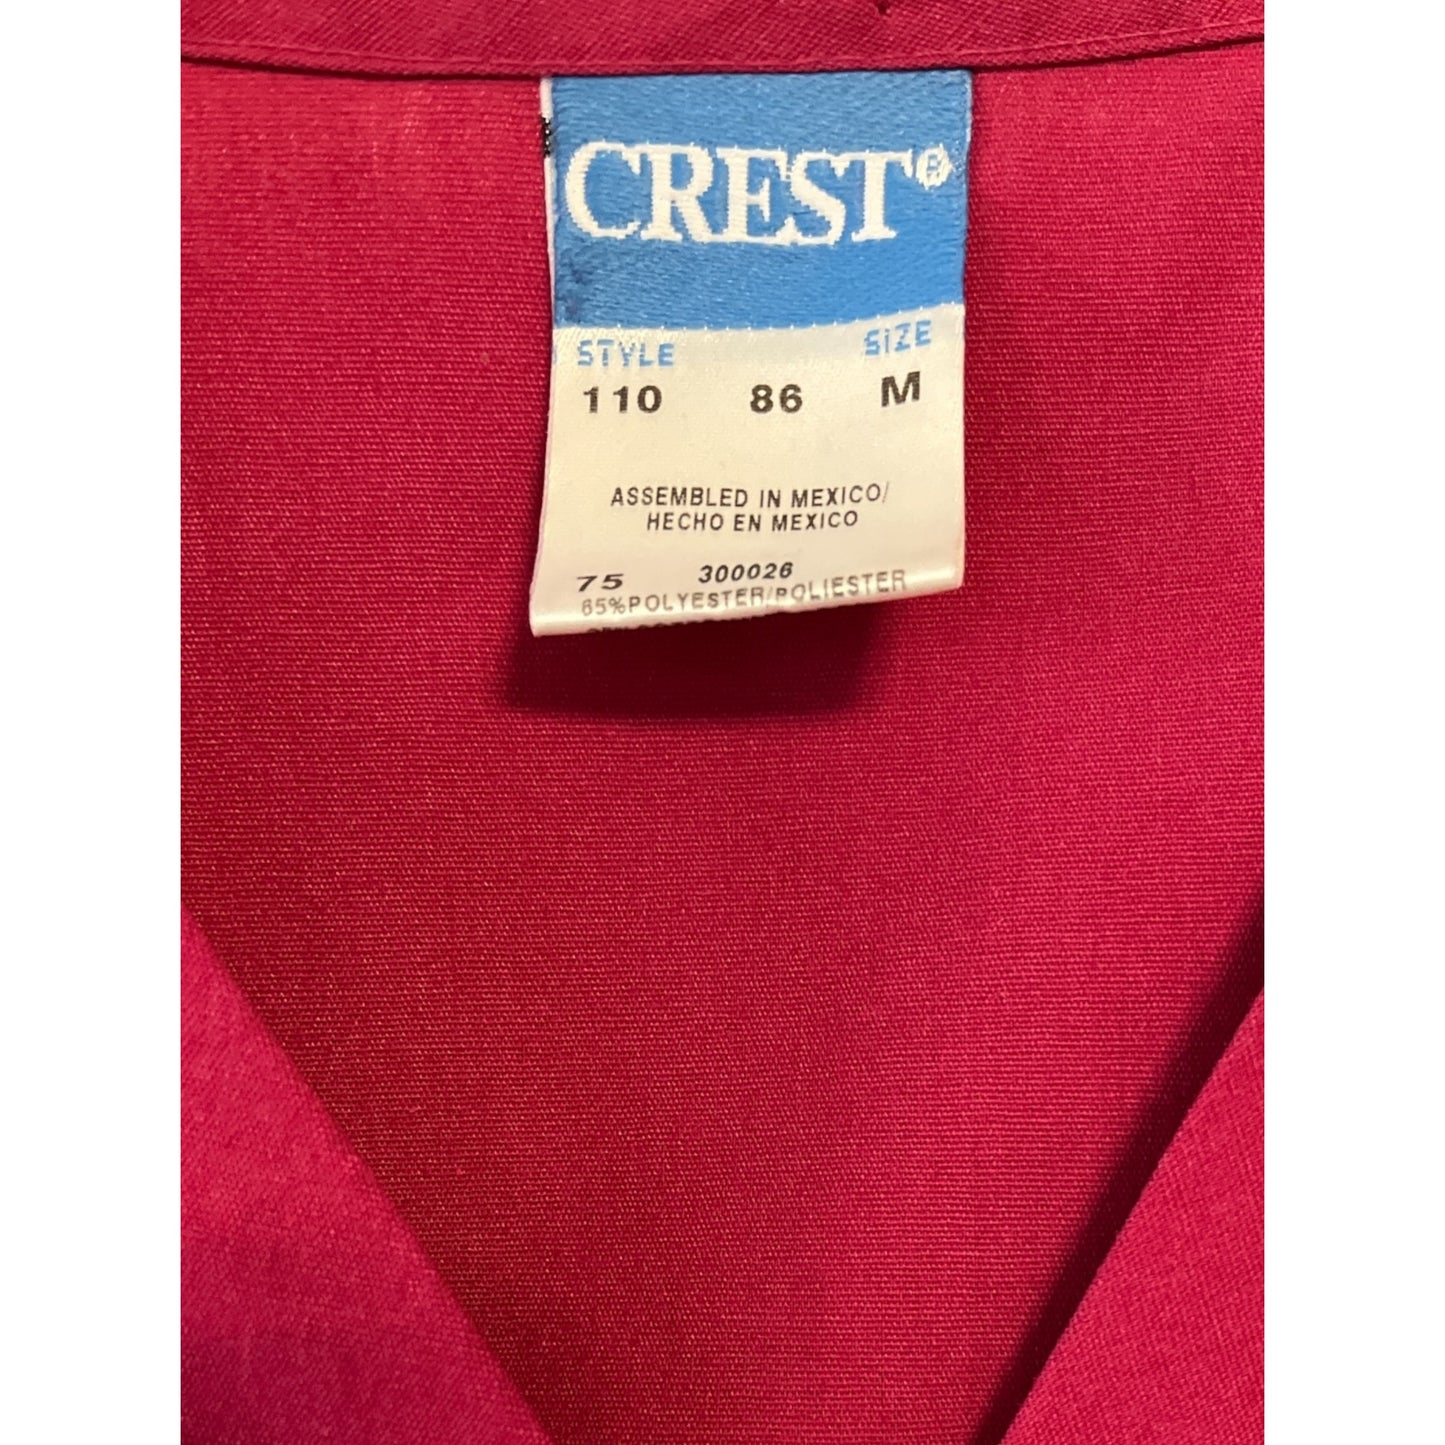 CREST®
STYLE SIZE
110 86 M
ASSEMBLED IN MEXICO/
HECHO EN MEXICO
75 300026
65%POLYESTER/POLIESTER